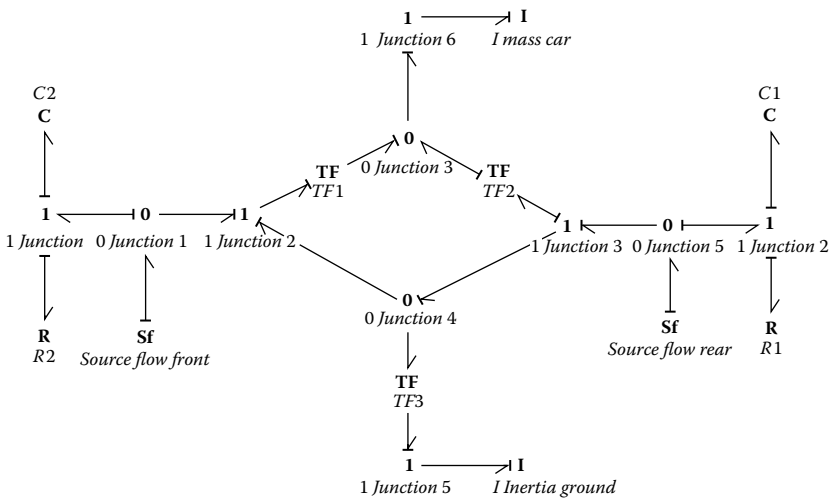 1 I
1 Junction 6 I mass car
C2 C1
C C
0
0 Junction 3
TF TF
TF1 TF2
1 0 1 1 0 1
1 Junction 0 Junction 1 1 Junction 2 1 Junction 3 0 Junction 5 1 Junction 2
0
0 Junction 4
R Sf Sf R
R2 Source flow front Source flow rear R1
TF
TF3
1 I
1 Junction 5 I Inertia ground